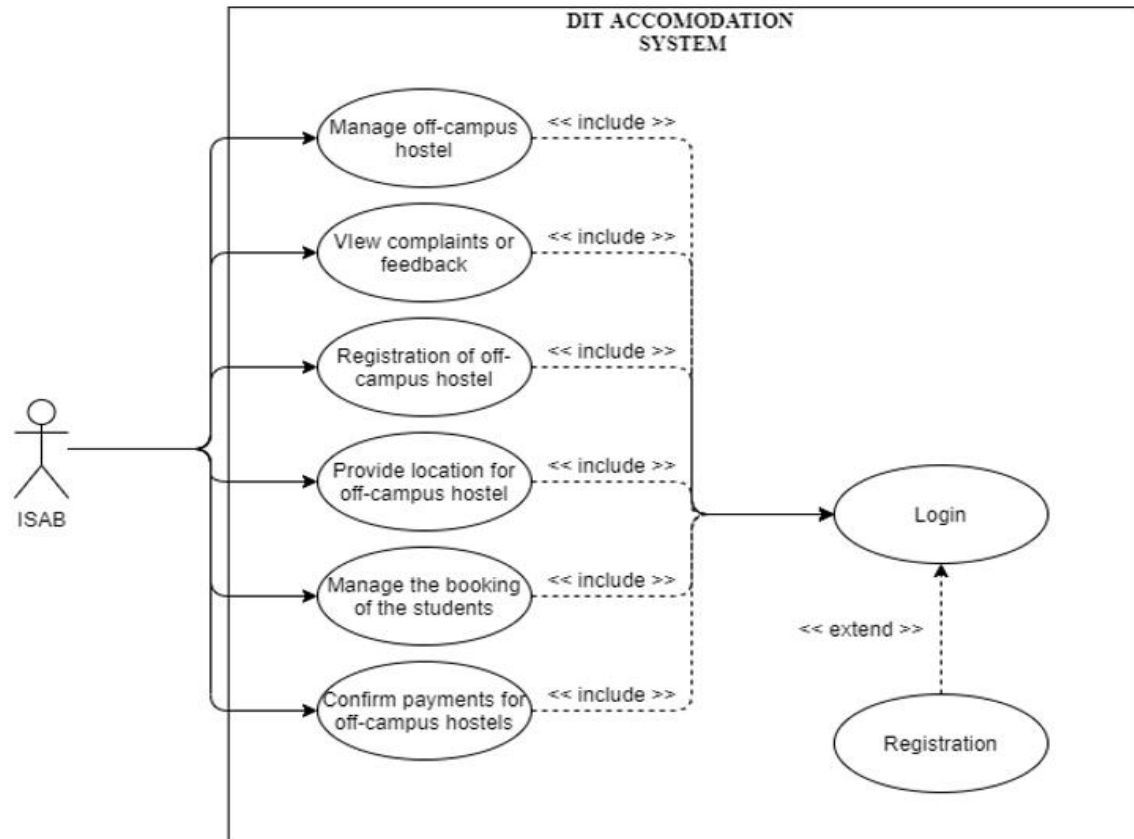 DIT ACCOMODATION
SYSTEM
Manage off-campus
hostel
<< include >>
VIew complaints or
feedback
<< include >>
Registration of off-
campus hostel
<< include >>
ISAB
Provide location for
off-campus hostel
<< include >>
Login
Manage the booking
of the students
<< include >>
<< extend >>
Confirm payments for
off-campus hostels
<< include >>
Registration